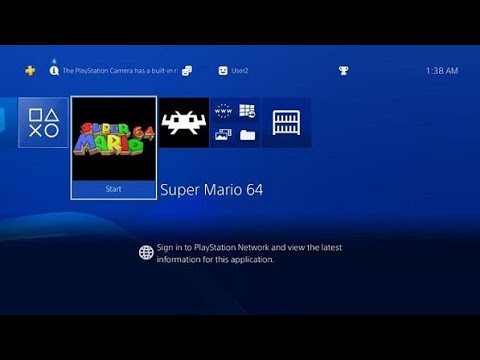 4
The PlayStation Camera has a built-in r
User2
1:38 AM
www
SUPER
MARIO 64
Start
Super Mario 64
Sign in to PlayStation Network and view the latest
information for this application.